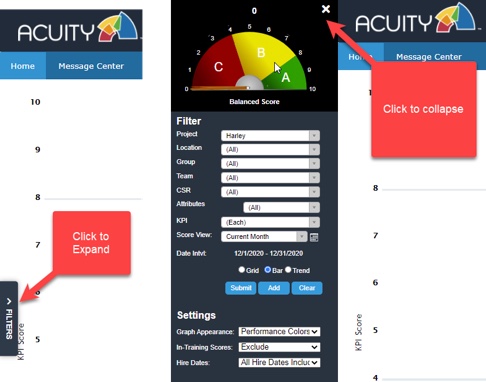 ACUITY
Home Message Center
10
9
8
7
6
5
KPI Score
FILTERS
Click to
Expand
0
0 1 2 3 4 5 6 7 8 9 10
C B A
Balanced Score
Filter
Project Harley
Location (All)
Group (All)
Team (All)
CSR (All)
Attributes (All)
KPI (Each)
Score View: Current Month
Date Intvl: 12/1/2020 - 12/31/2020
Grid Bar Trend
Submit Add Clear
Settings
Graph Appearance: Performance Colors
In-Training Scores: Exclude
Hire Dates: All Hire Dates Includ
ACUITY
Home Message Center
Click to collapse
8
7
6
5
4
KPI Score